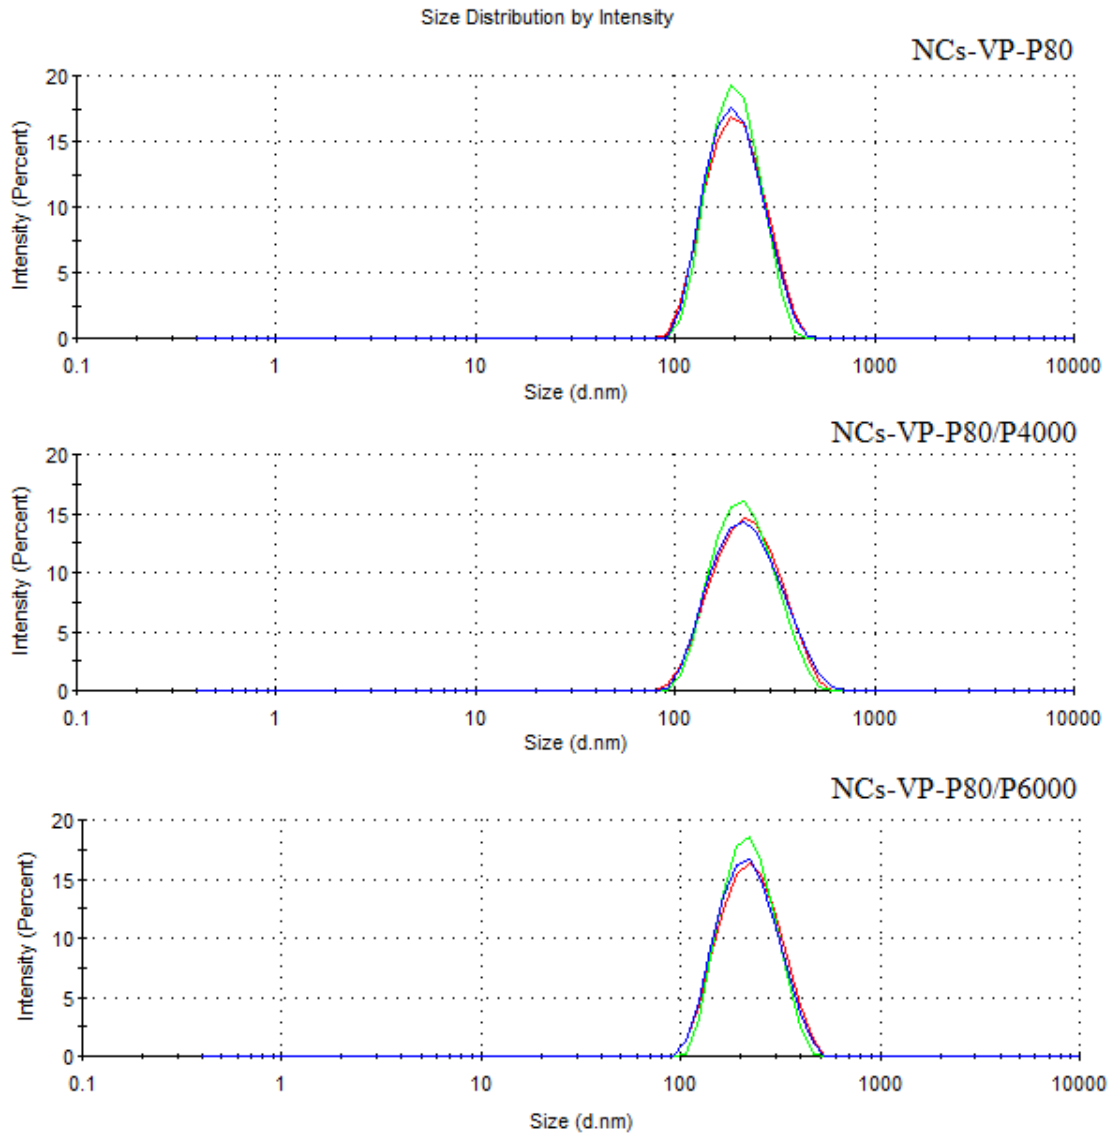 Size Distribution by Intensity
NCs-VP-P80
20
15
10
5
0
Intensity (Percent)
0.1 1 10 100 1000 10000
Size (d.nm)
NCs-VP-P80/P4000
20
15
10
5
0
Intensity (Percent)
0.1 1 10 100 1000 10000
Size (d.nm)
NCs-VP-P80/P6000
20
15
10
5
0
Intensity (Percent)
0.1 1 10 100 1000 10000
Size (d.nm)